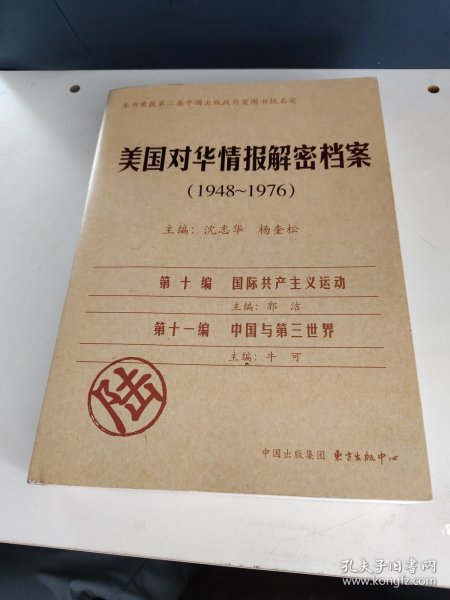 本书荣获第二届中国出版政府奖图书提名奖
美国对华情报解密档案
(1948~1976)
主编：沈志华 杨奎松
第十编 国际共产主义运动
主编：郭洁
第十一编 中国与第三世界
主编：牛可
陆
中国出版集团 东方出版中心
孔夫子旧书网
www.kongfz.com